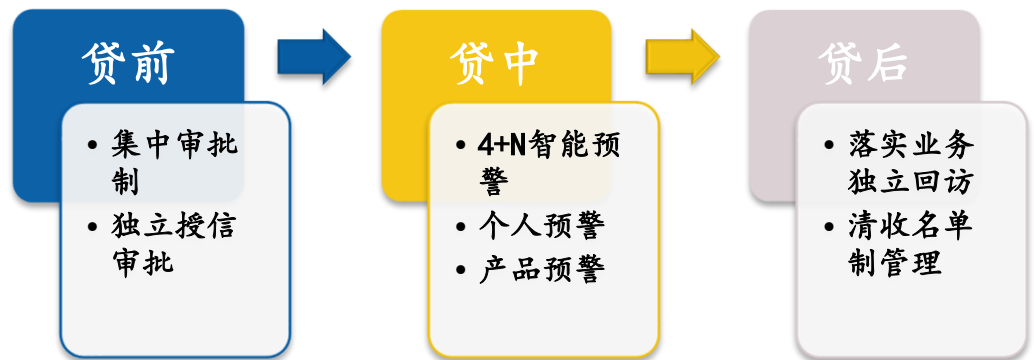 贷前
• 集中审批
制
• 独立授信
审批
贷中
• 4+N智能预
警
• 个人预警
• 产品预警
贷后
• 落实业务
独立回访
• 清收名单
制管理